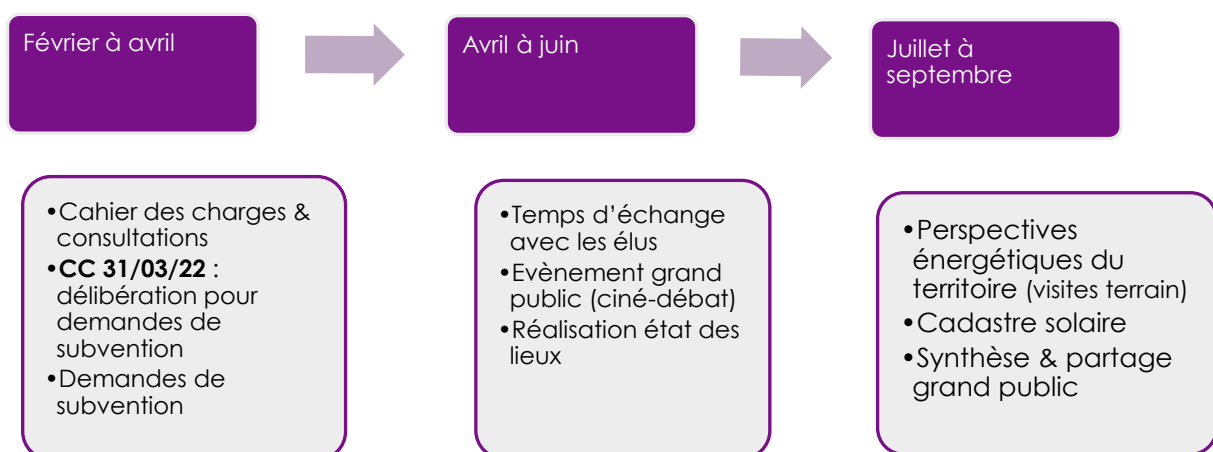 Février à avril
•Cahier des charges &
consultations
•CC 31/03/22 :
délibération pour
demandes de
subvention
•Demandes de
subvention
Avril à juin
•Temps d’échange
avec les élus
•Evènement grand
public (ciné-débat)
•Réalisation état des
lieux
Juillet à
septembre
•Perspectives
énergétiques du
territoire (visites terrain)
•Cadastre solaire
•Synthèse & partage
grand public